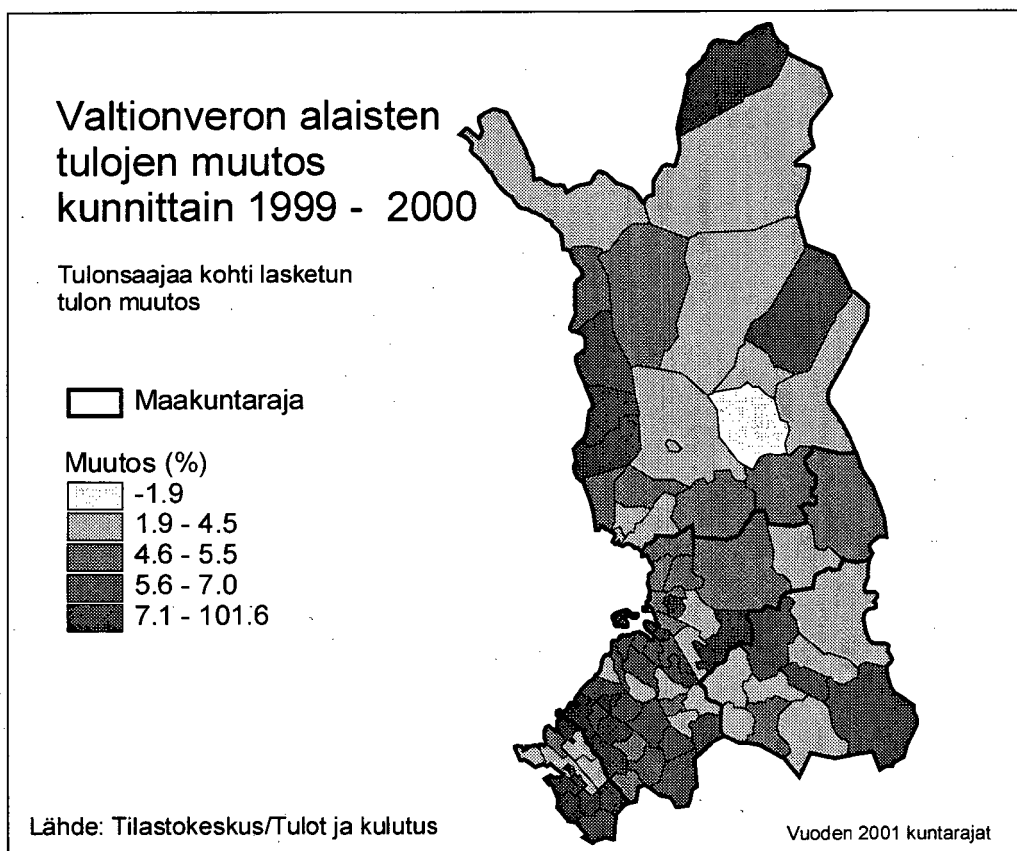 Valtionveron alaisten
tulojen muutos
kunnittain 1999 - 2000
Tulonsaajaa kohti lasketun
tulon muutos
Maakuntaraja
Muutos (%)
-1.9
1.9 - 4.5
4.6 - 5.5
5.6 - 7.0
7.1 - 101.6
Lähde: Tilastokeskus/Tulot ja kulutus
Vuoden 2001 kuntarajat